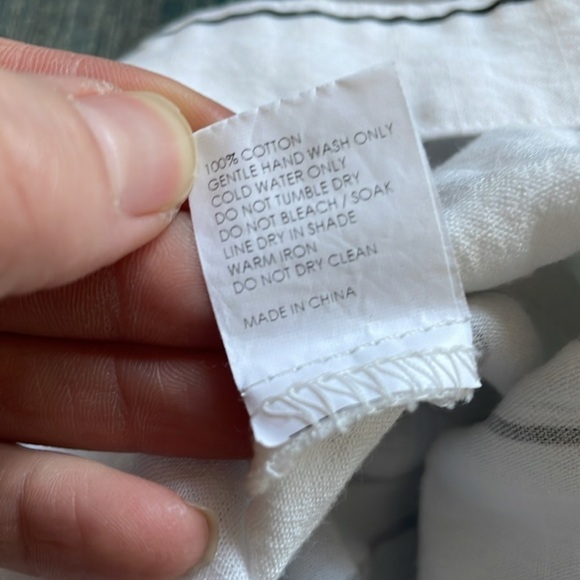 100% COTTON
GENTLE HAND WASH ONLY
COLD WATER ONLY
DO NOT TUMBLE DRY
DO NOT BLEACH / SOAK
LINE DRY IN SHADE
WARM IRON
DO NOT DRY CLEAN
MADE IN CHINA